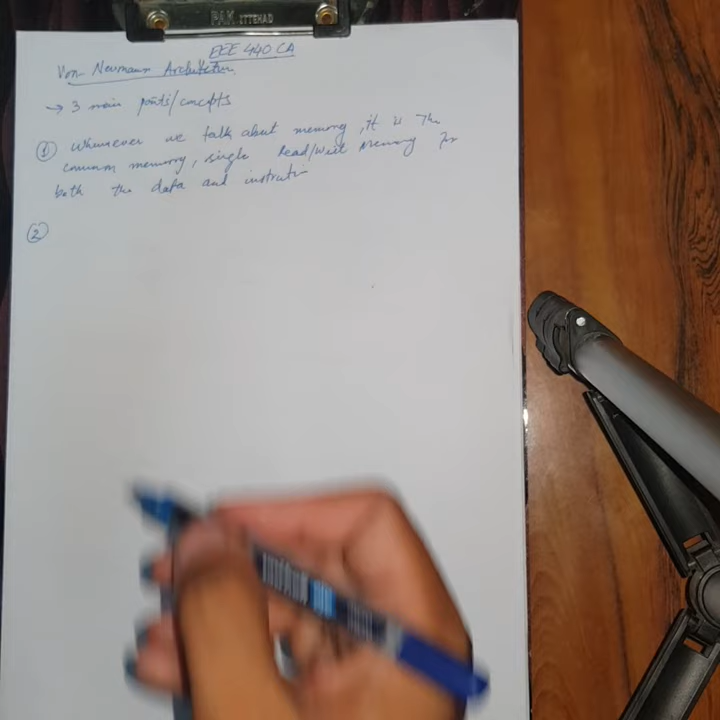 PAK ITTEHAD
EEE 440 CA
Von-Neumann Architecture
→ 3 main points/concepts
① Whenever we talk about memory, it is the
common memory, single Read/Write Memory for
both the data and instructi
②